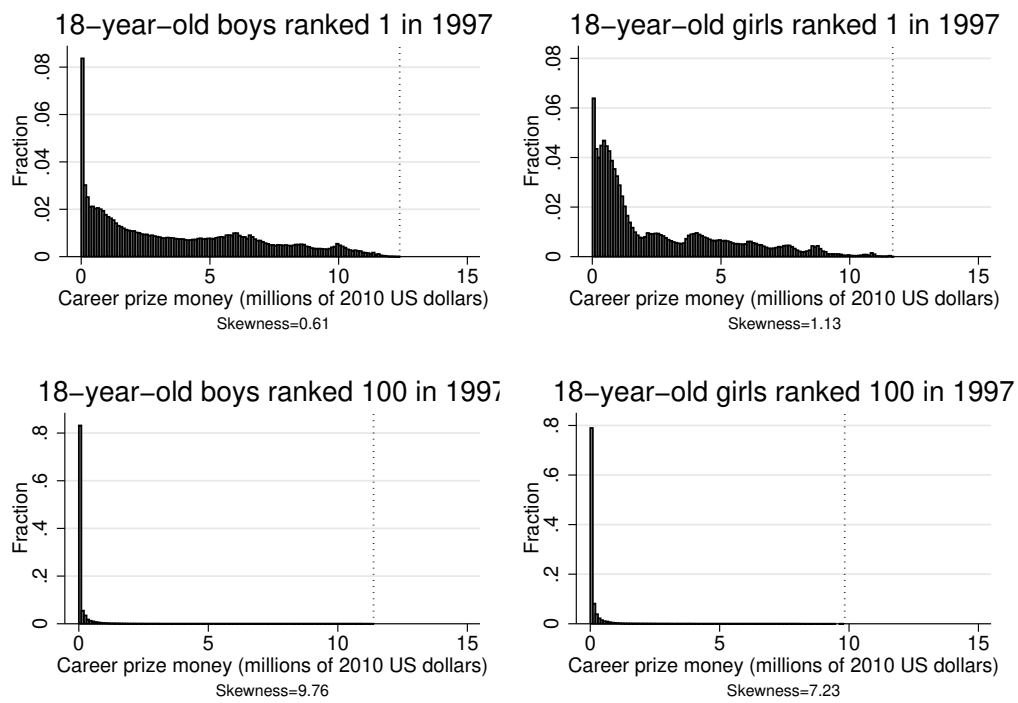 18−year−old boys ranked 1 in 1997
Fraction
.08
.06
.04
.02
0
0 5 10 15
Career prize money (millions of 2010 US dollars)
Skewness=0.61
18−year−old girls ranked 1 in 1997
Fraction
.08
.06
.04
.02
0
0 5 10 15
Career prize money (millions of 2010 US dollars)
Skewness=1.13
18−year−old boys ranked 100 in 1997
Fraction
.8
.6
.4
.2
0
0 5 10 15
Career prize money (millions of 2010 US dollars)
Skewness=9.76
18−year−old girls ranked 100 in 1997
Fraction
.8
.6
.4
.2
0
0 5 10 15
Career prize money (millions of 2010 US dollars)
Skewness=7.23